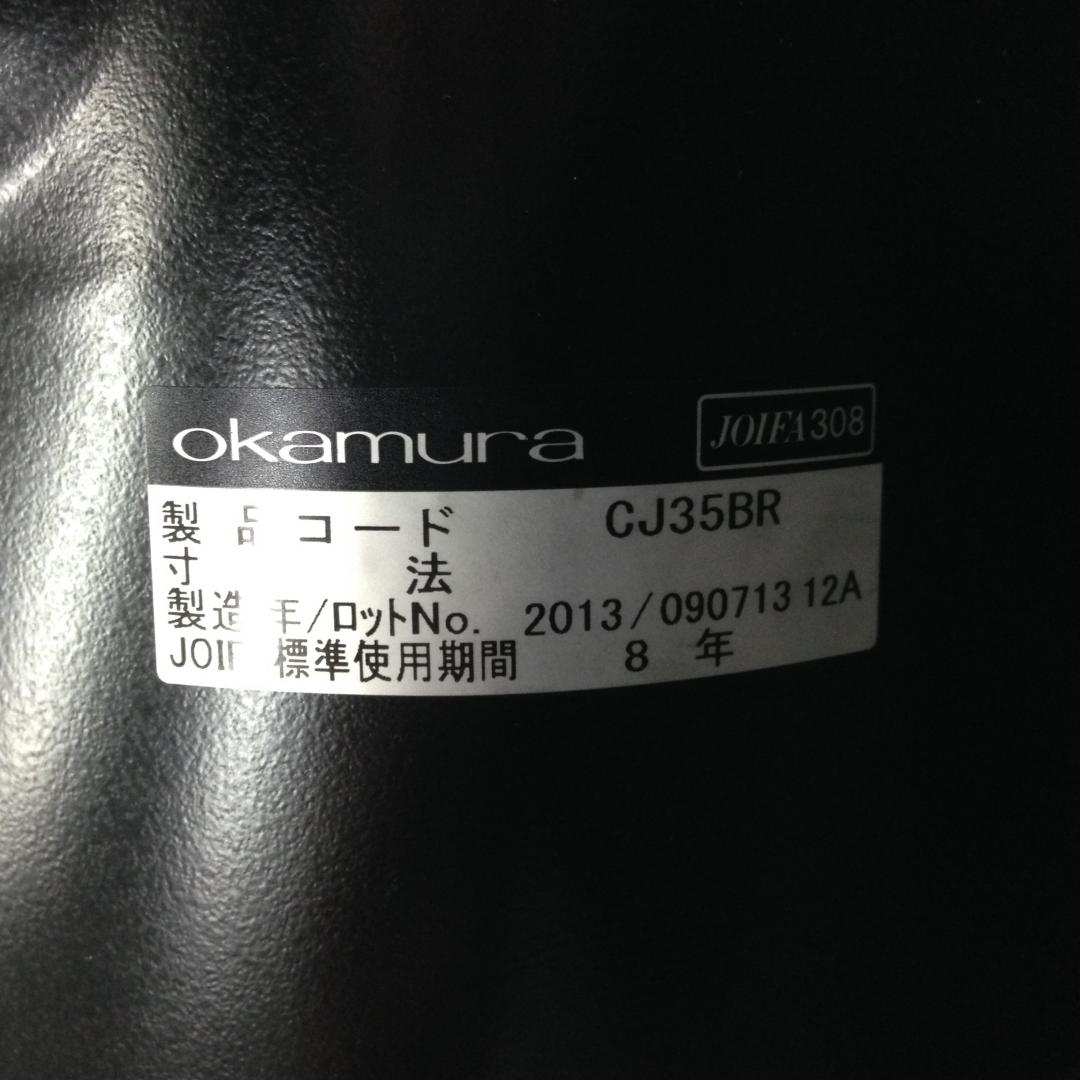 okamura JOIFA308
製品コード CJ35BR
寸法
製造年/ロットNo. 2013/090713 12A
JOIF 標準使用期間 8 年